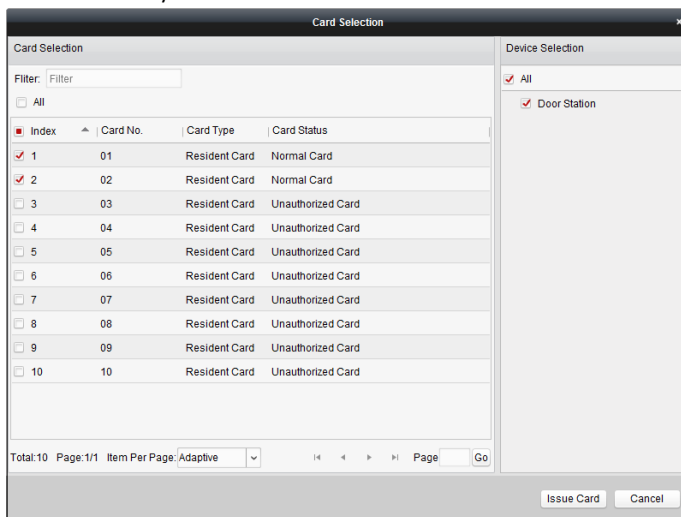 Card Selection ×
Card Selection Device Selection
Fliter: Filter All
All Door Station
Index Card No. Card Type Card Status
1 01 Resident Card Normal Card
2 02 Resident Card Normal Card
3 03 Resident Card Unauthorized Card
4 04 Resident Card Unauthorized Card
5 05 Resident Card Unauthorized Card
6 06 Resident Card Unauthorized Card
7 07 Resident Card Unauthorized Card
8 08 Resident Card Unauthorized Card
9 09 Resident Card Unauthorized Card
10 10 Resident Card Unauthorized Card
Total:10 Page:1/1 Item Per Page: Adaptive Page Go
Issue Card Cancel